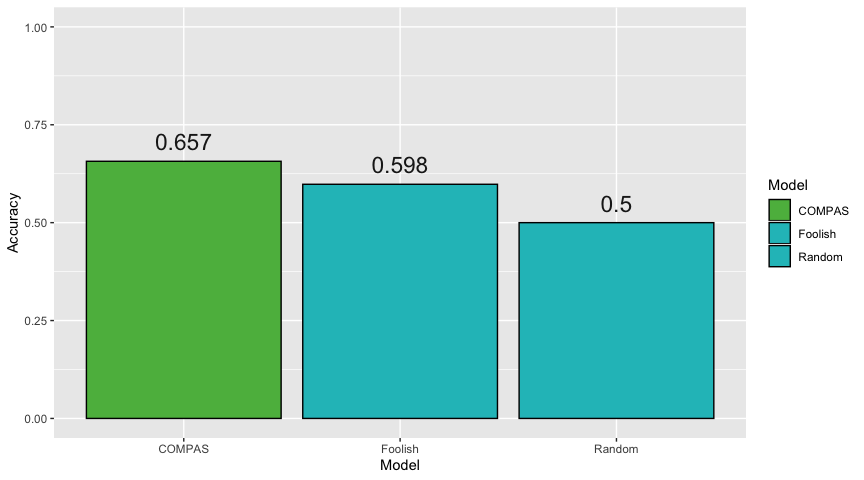 1.00
0.75
0.50
0.25
0.00
Accuracy
0.657
0.598
0.5
COMPAS
Foolish
Random
Model
Model
COMPAS
Foolish
Random